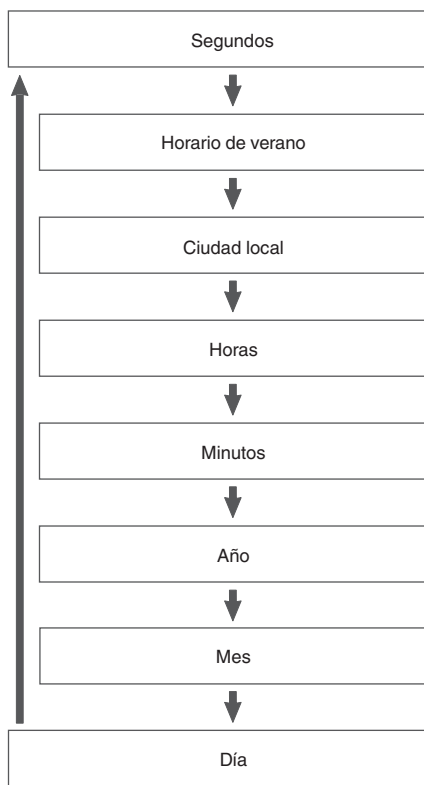 Segundos
Horario de verano
Ciudad local
Horas
Minutos
Año
Mes
Día